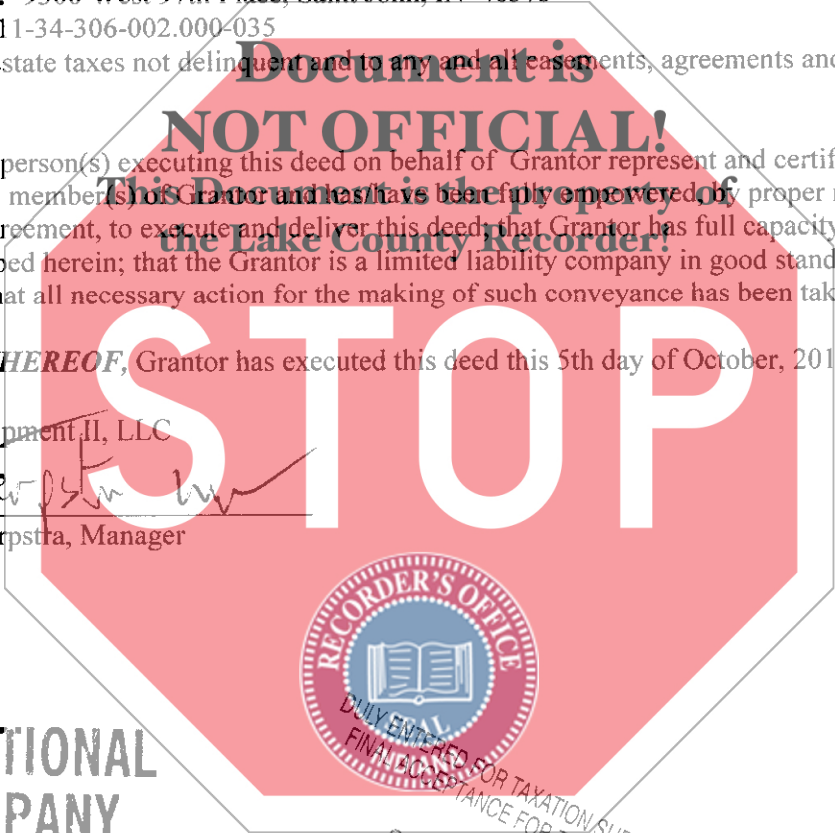 9306 West 97th Place, Saint John, IN
11-34-306-002.000-035
state taxes not delinquent and to any and all easements, agreements and
Document is
NOT OFFICIAL!
This Document is the property of
the Lake County Recorder!
person(s) executing this deed on behalf of Grantor represent and certif
member(s) of Grantor and has/have been fully empowered, by proper
reement, to execute and deliver this deed; that Grantor has full capacity
ed herein; that the Grantor is a limited liability company in good stand
at all necessary action for the making of such conveyance has been tak
HEREOF, Grantor has executed this deed this 5th day of October, 201
STOP
pment II, LLC
rpstra, Manager
RECORDER'S OFFICE
SEAL
INDIANA
DULY ENTERED FOR TAXATION SU
FINAL ACCEPTANCE FOR
TIONAL
PANY